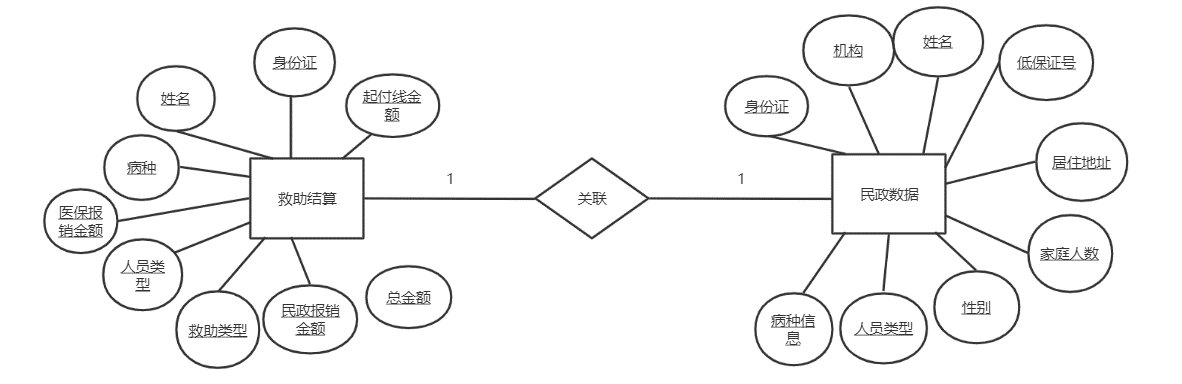 身份证
姓名
起付线金
额
病种
医保报
销金额
人员类
型
救助类型
民政报销
金额
总金额
救助结算
1
关联
1
民政数据
身份证
机构
姓名
低保证号
居住地址
家庭人数
性别
人员类型
病种信
息